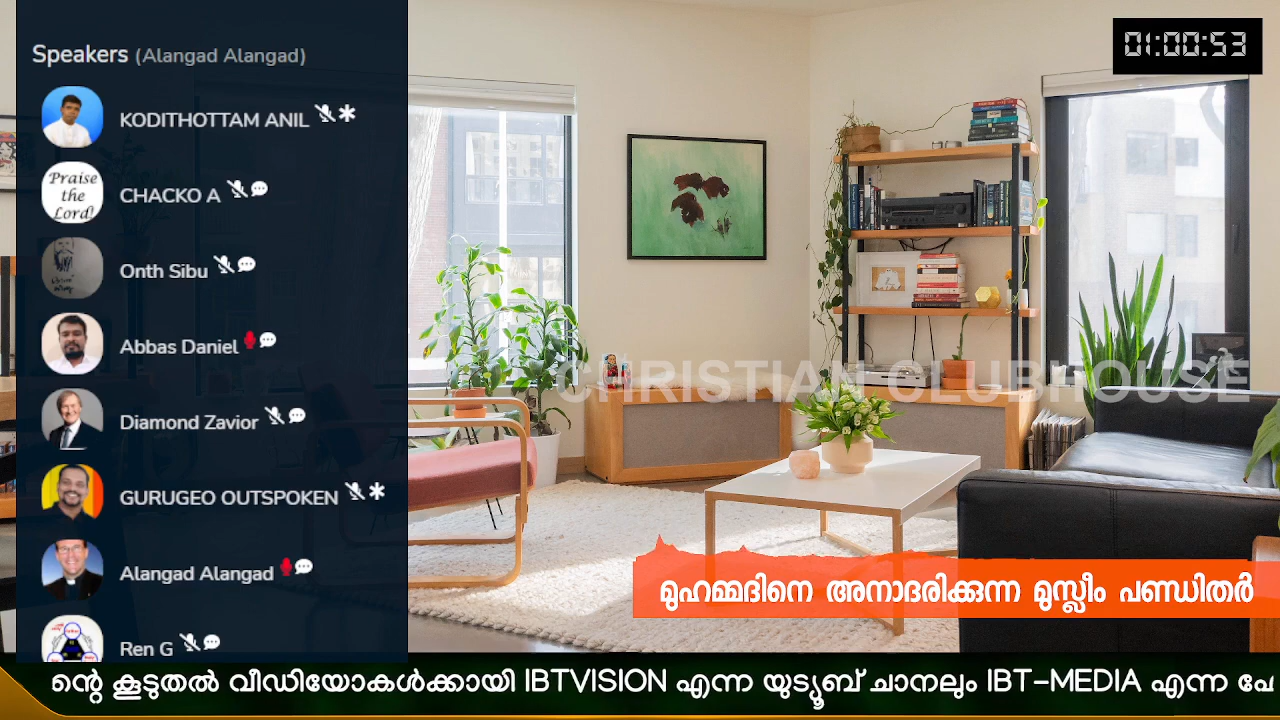 Speakers (Alangad Alangad)
01:00:53
KODITHOTTAM ANIL
Praise
the
Lord!
CHACKO A
Onth Sibu
Abbas Daniel
Diamond Zavior
GURUGEO OUTSPOKEN
Alangad Alangad
Ren G
CHRISTIAN CLUBHOUSE
മുഹമ്മദിനെ അനാദരിക്കുന്ന മുസ്ലീം പണ്ഡിതർ
ന്റെ കൂടുതൽ വീഡിയോകൾക്കായി IBTVISION എന്ന യുട്യൂബ് ചാനലും IBT-MEDIA എന്ന ഫേ